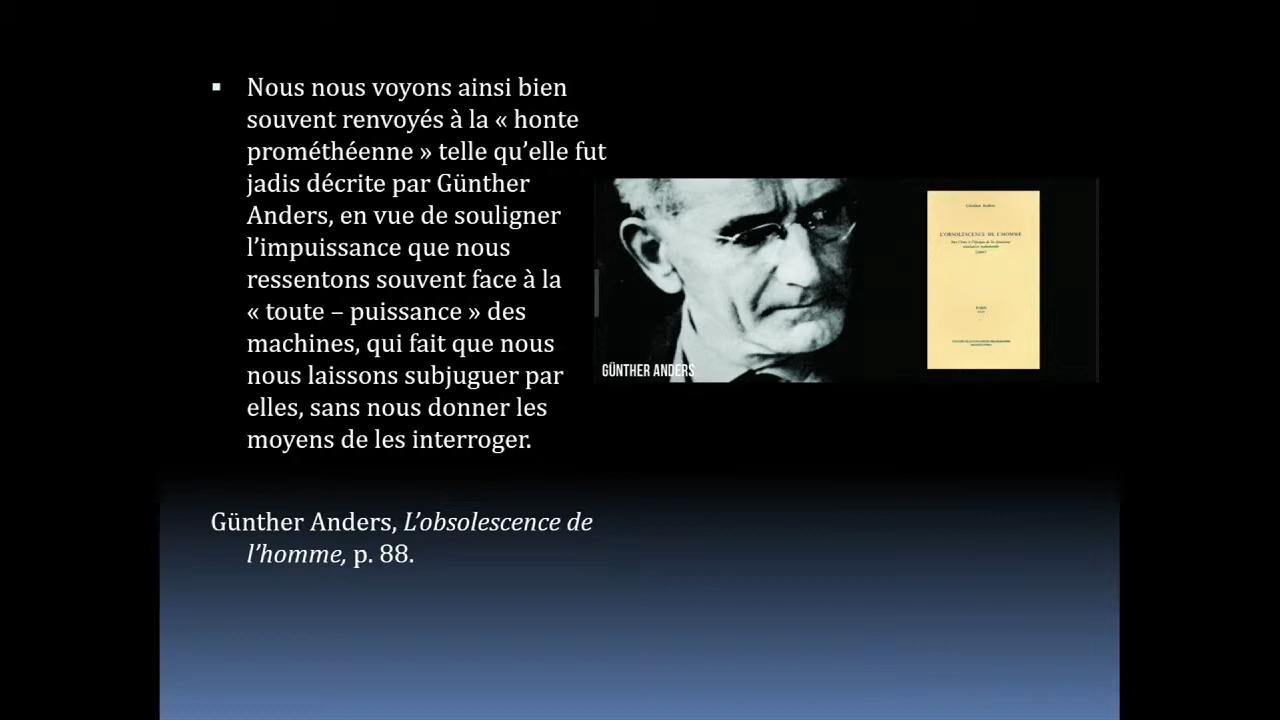 ▪ Nous nous voyons ainsi bien
souvent renvoyés à la « honte
prométhéenne » telle qu’elle fut
jadis décrite par Günther
Anders, en vue de souligner
l’impuissance que nous
ressentons souvent face à la
« toute – puissance » des
machines, qui fait que nous
nous laissons subjuguer par
elles, sans nous donner les
moyens de les interroger.
Günther Anders, L’obsolescence de
l’homme, p. 88.
GÜNTHER ANDERS
Günther Anders
L'OBSOLESCENCE DE L'HOMME
PARIS